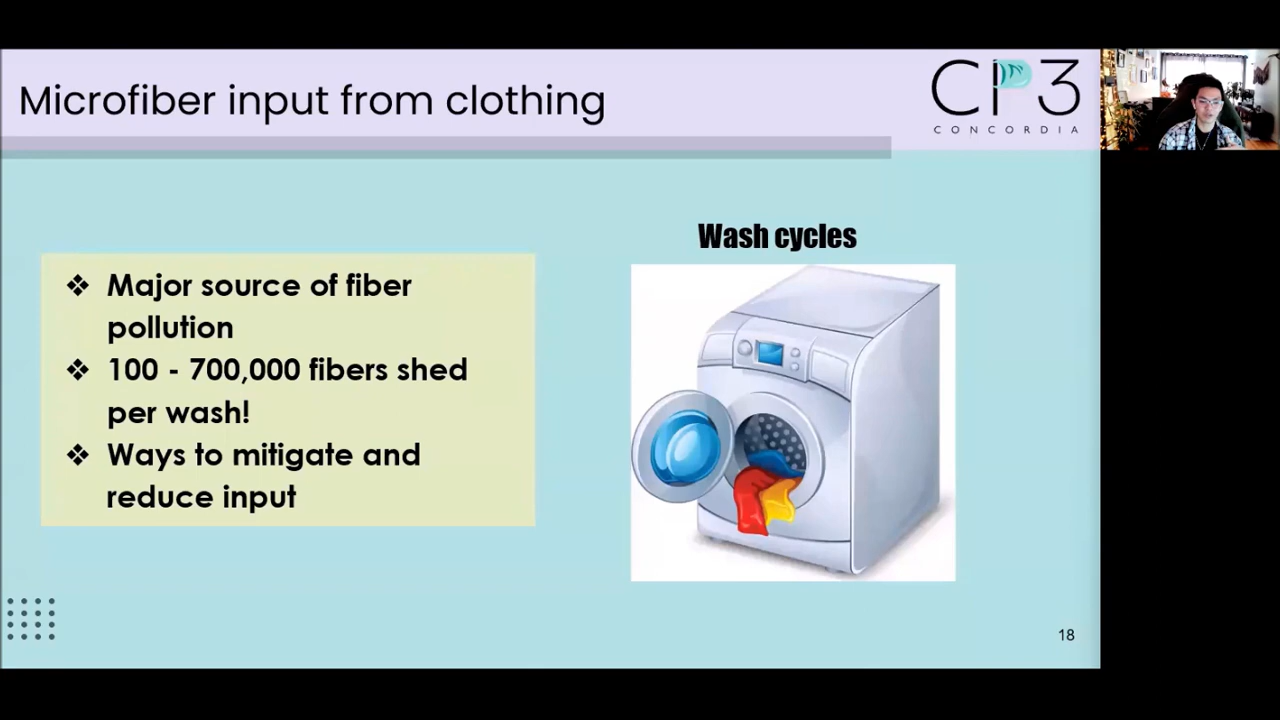 Microfiber input from clothing
CP3
CONCORDIA
Wash cycles
❖ Major source of fiber
pollution
❖ 100 - 700,000 fibers shed
per wash!
❖ Ways to mitigate and
reduce input
18